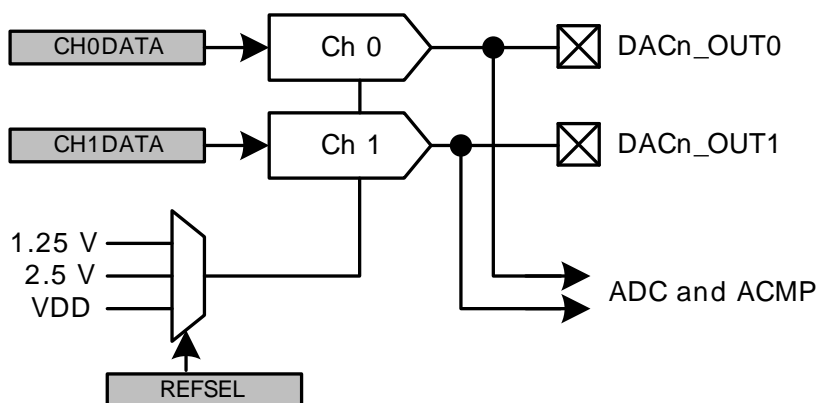 CH0DATA
Ch 0
DACn_OUT0
CH1DATA
Ch 1
DACn_OUT1
1.25 V
2.5 V
VDD
ADC and ACMP
REFSEL